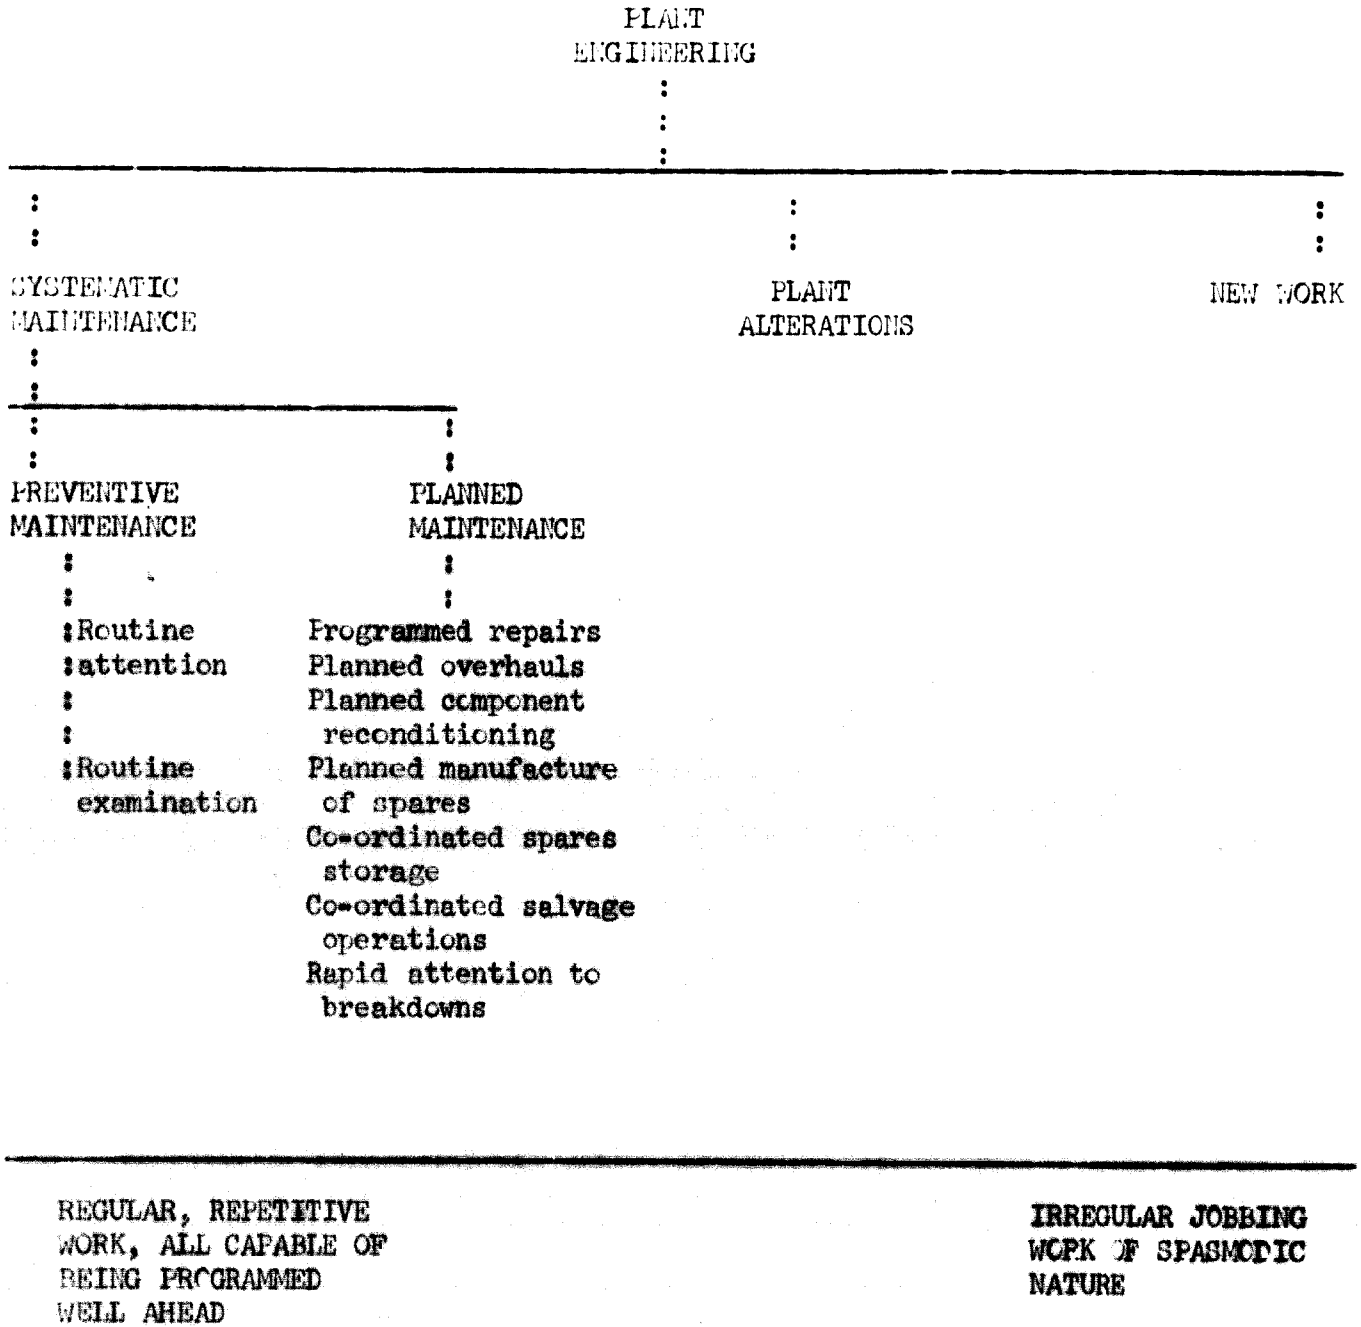 PLANT
ENGINEERING
SYSTEMATIC
MAINTENANCE
PLANT
ALTERATIONS
NEW WORK
PREVENTIVE
MAINTENANCE
PLANNED
MAINTENANCE
Routine
attention
Routine
examination
Programmed repairs
Planned overhauls
Planned component
reconditioning
Planned manufacture
of spares
Co-ordinated spares
storage
Co-ordinated salvage
operations
Rapid attention to
breakdowns
REGULAR, REPETITIVE
WORK, ALL CAPABLE OF
BEING PROGRAMMED
WELL AHEAD
IRREGULAR JOBBING
WORK OF SPASMODIC
NATURE